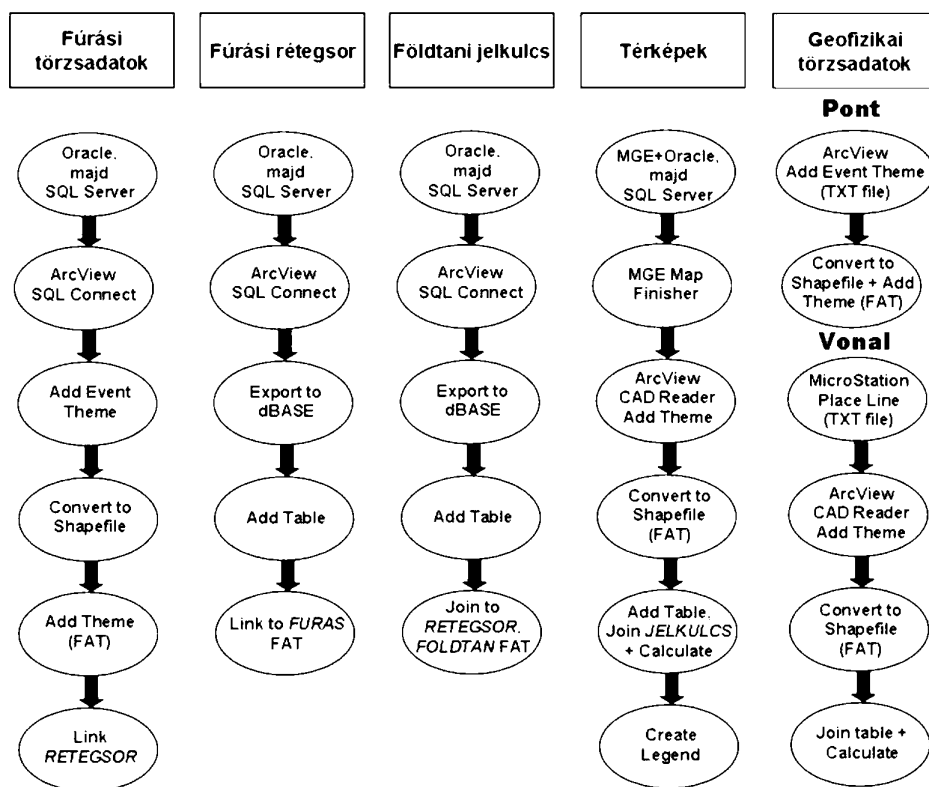 Fúrási
törzsadatok
Oracle,
majd
SQL Server
ArcView
SQL Connect
Add Event
Theme
Convert to
Shapefile
Add Theme
(FAT)
Link
RETEGSOR
Fúrási rétegsor
Oracle,
majd
SQL Server
ArcView
SQL Connect
Export to
dBASE
Add Table
Link to FURAS
FAT
Földtani jelkulcs
Oracle,
majd
SQL Server
ArcView
SQL Connect
Export to
dBASE
Add Table
Join to
RETEGSOR,
FOLDTAN FAT
Térképek
MGE+Oracle,
majd
SQL Server
MGE Map
Finisher
ArcView
CAD Reader
Add Theme
Convert to
Shapefile
(FAT)
Add Table,
Join JELKULCS
+ Calculate
Create
Legend
Geofizikai
törzsadatok
Pont
ArcView
Add Event Theme
(TXT file)
Convert to
Shapefile + Add
Theme (FAT)
Vonal
MicroStation
Place Line
(TXT file)
ArcView
CAD Reader
Add Theme
Convert to
Shapefile
(FAT)
Join table +
Calculate